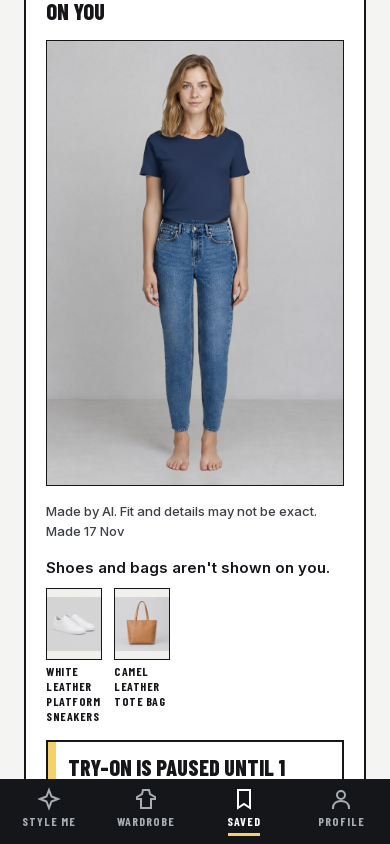 ON YOU
Made by AI. Fit and details may not be exact.
Made 17 Nov
Shoes and bags aren't shown on you.
WHITE
LEATHER
PLATFORM
SNEAKERS
CAMEL
LEATHER
TOTE BAG
TRY-ON IS PAUSED UNTIL 1
STYLE ME
WARDROBE
SAVED
PROFILE